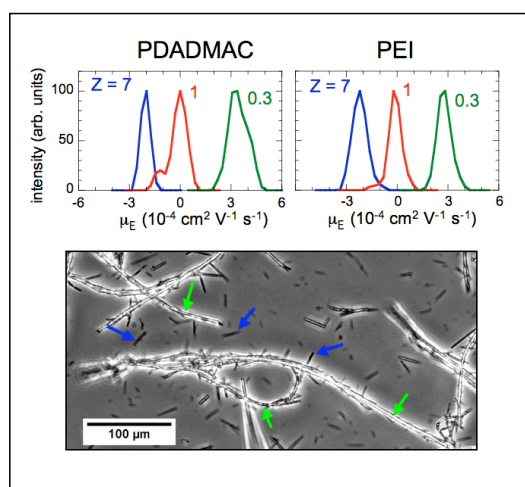 PDADMAC
PEI
Z = 7
1
0.3
Z = 7
1
0.3
intensity (arb. units)
100
50
0
-6 -3 0 3 6
-3 0 3 6
μE (10-4 cm2 V-1 s-1)
μE (10-4 cm2 V-1 s-1)
100 μm